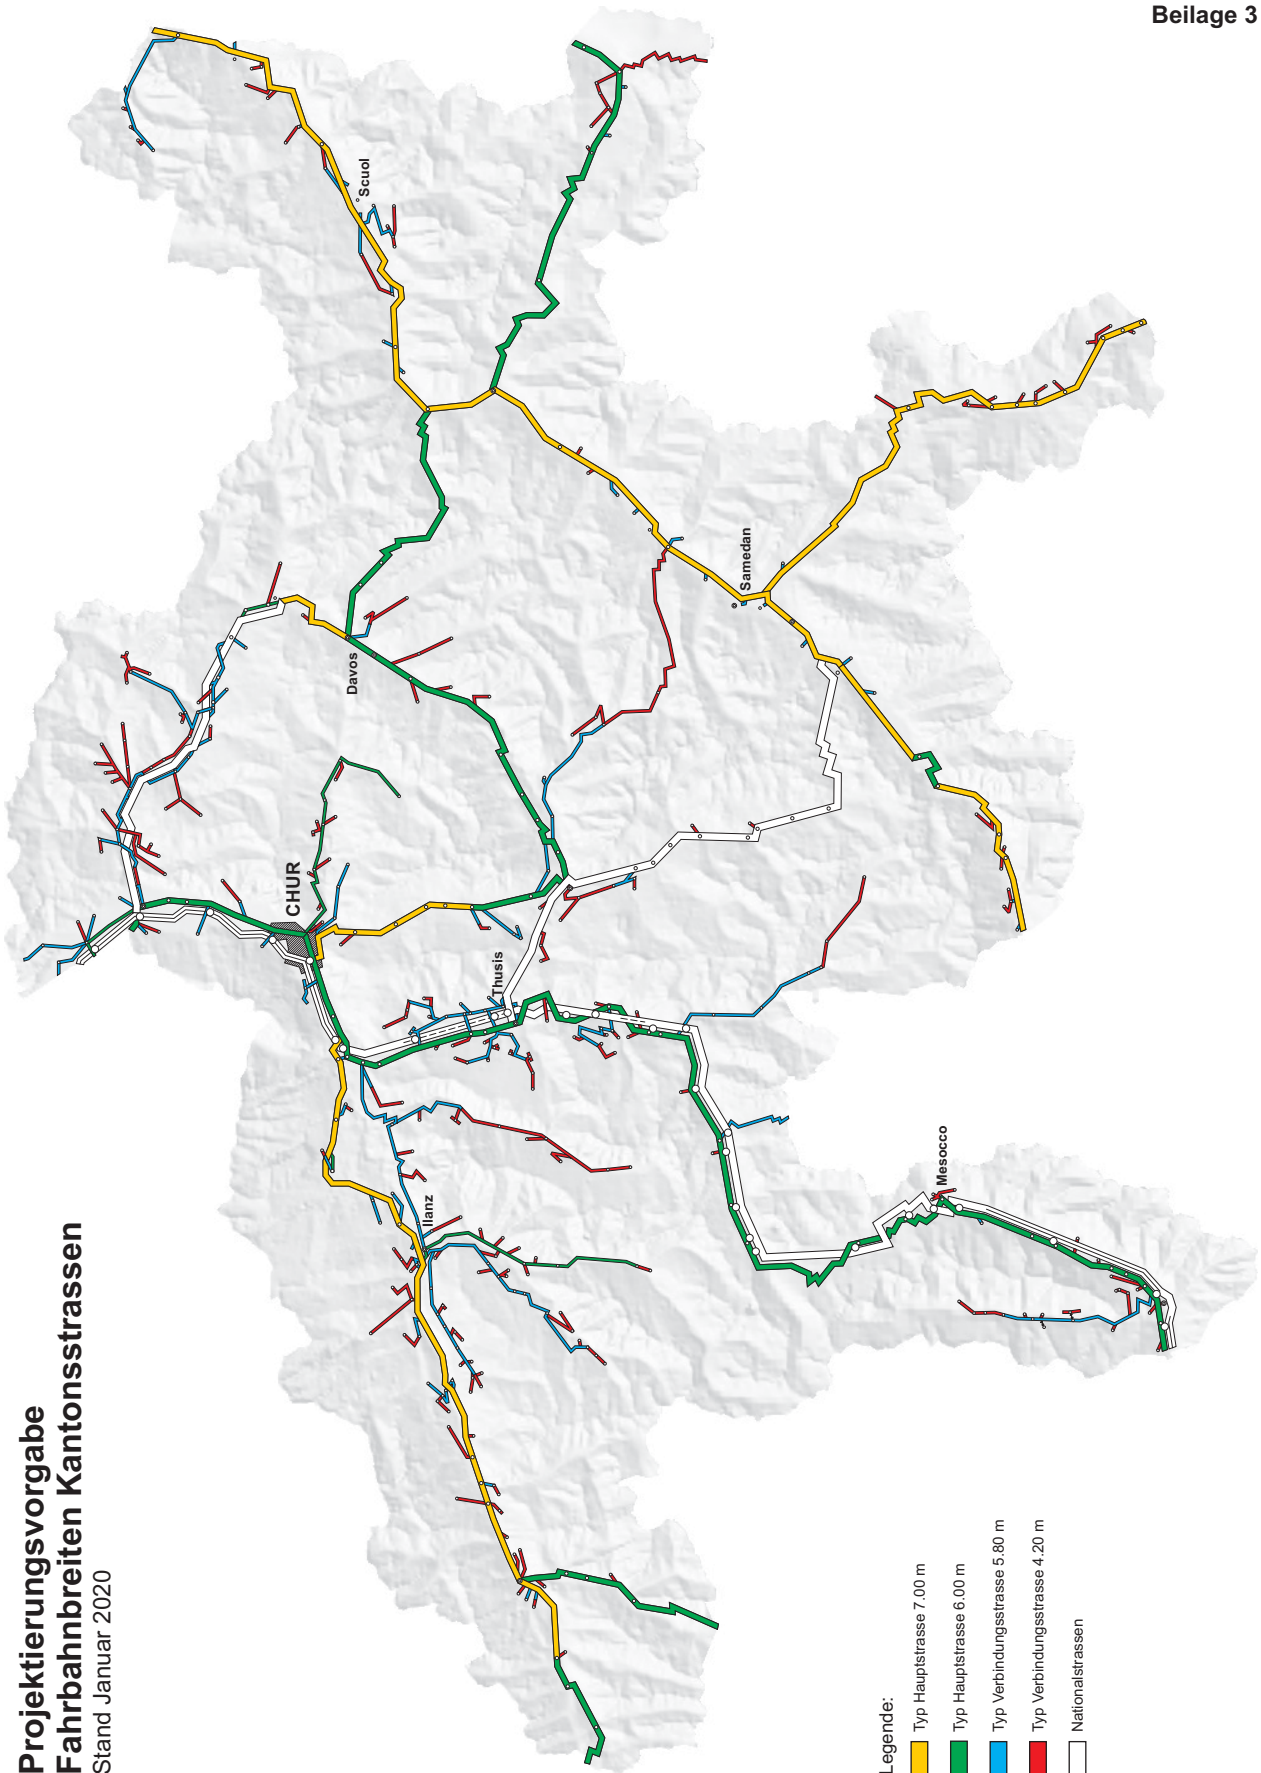 Beilage 3
Projektierungsvorgabe
Fahrbahnbreiten Kantonsstrassen
Stand Januar 2020
Scuol
Samedan
Davos
CHUR
Thusis
Ilanz
Mesocco
Legende:
Typ Hauptstrasse 7.00 m
Typ Hauptstrasse 6.00 m
Typ Verbindungsstrasse 5.80 m
Typ Verbindungsstrasse 4.20 m
Nationalstrassen